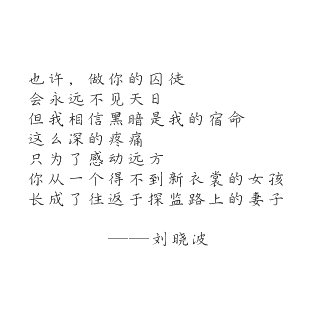 也许，做你的囚徒
会永远不见天日
但我相信黑暗是我的宿命
这么深的疼痛
只为了感动远方
你从一个得不到新衣裳的女孩
长成了往返于探监路上的妻子
———刘晓波